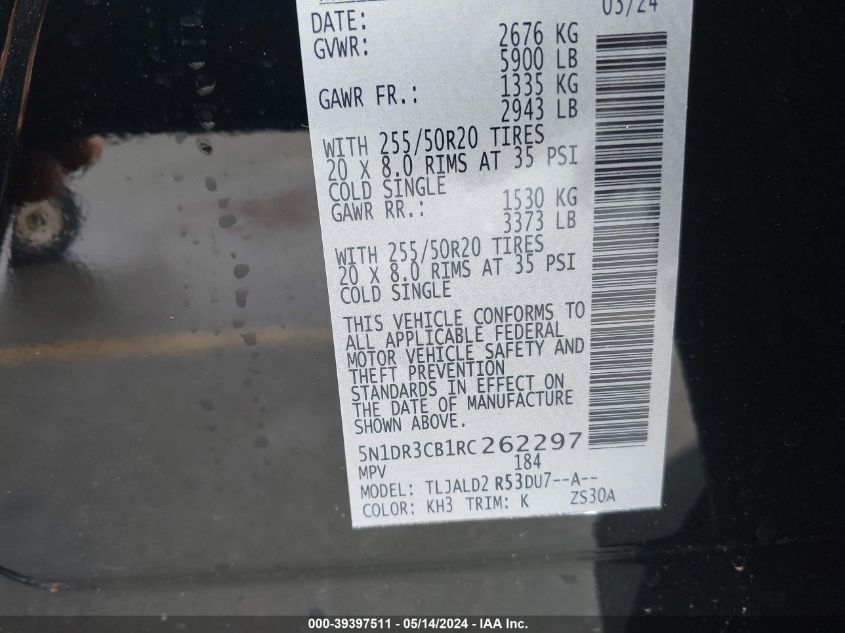 DATE: 03/24
GVWR: 2676 KG
5900 LB
GAWR FR.: 1335 KG
2943 LB
WITH 255/50R20 TIRES
20 X 8.0 RIMS AT 35 PSI
COLD SINGLE
GAWR RR.: 1530 KG
3373 LB
WITH 255/50R20 TIRES
20 X 8.0 RIMS AT 35 PSI
COLD SINGLE
THIS VEHICLE CONFORMS TO
ALL APPLICABLE FEDERAL
MOTOR VEHICLE SAFETY AND
THEFT PREVENTION
STANDARDS IN EFFECT ON
THE DATE OF MANUFACTURE
SHOWN ABOVE.
5N1DR3CB1RC262297
MPV 184
MODEL: TLJALD2 R53DU7--A--
COLOR: KH3 TRIM: K ZS30A
000-39397511 / 05/14/2024 - IAA Inc.